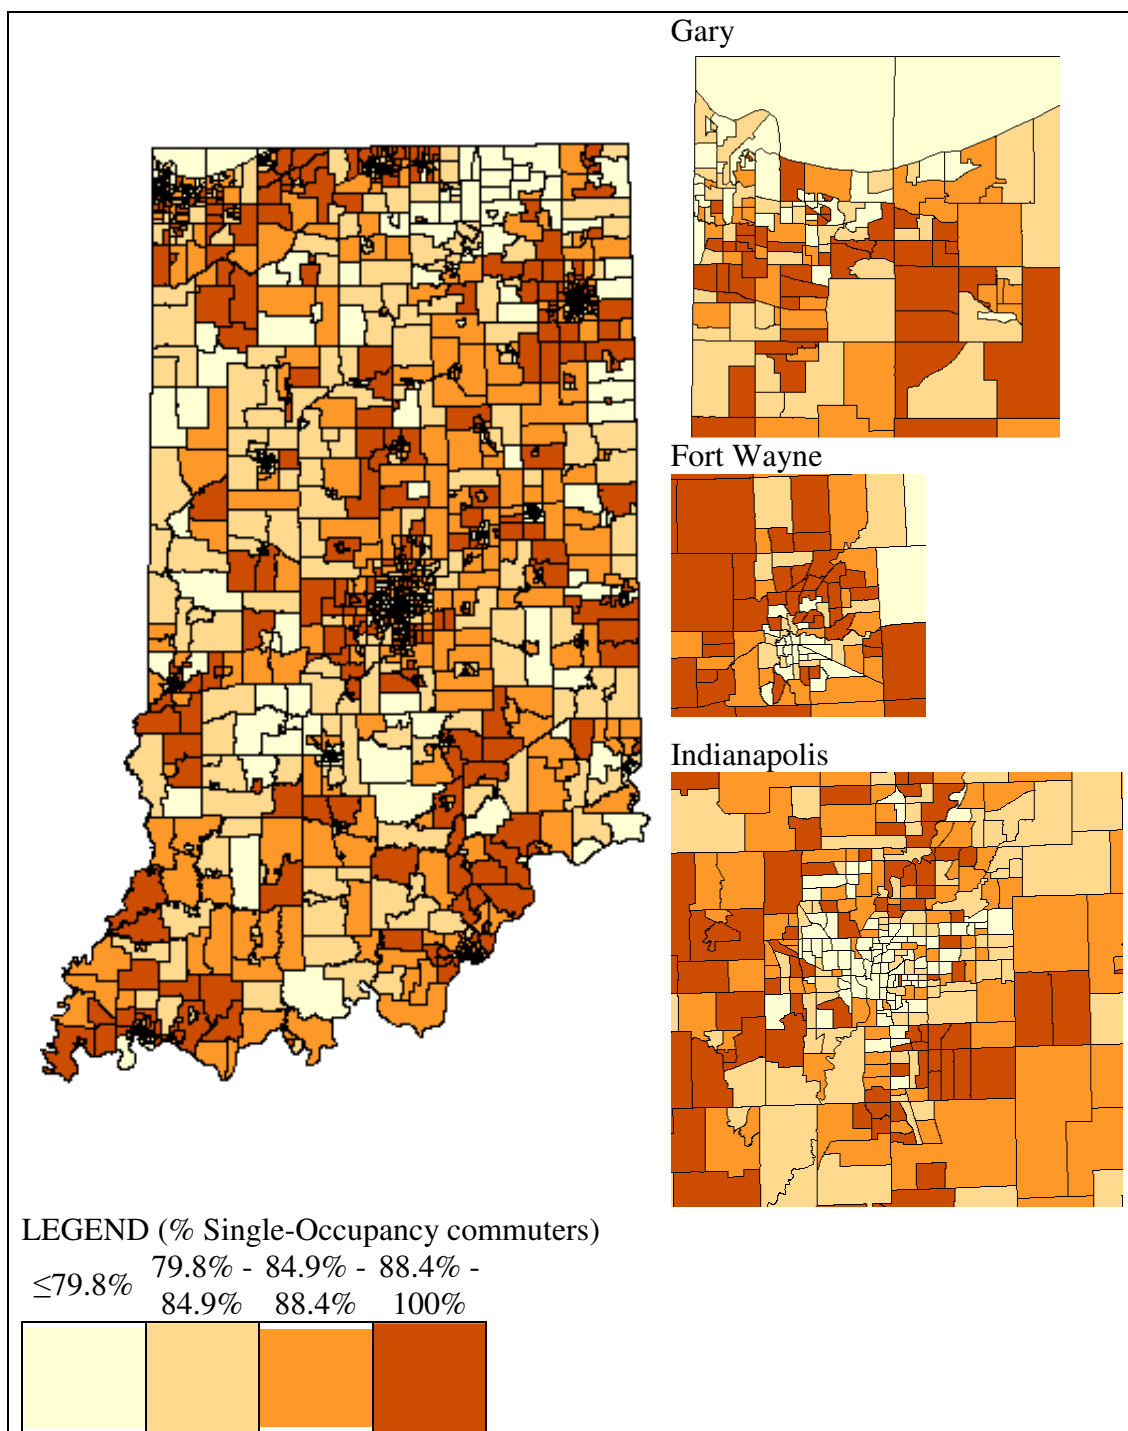 Gary
Fort Wayne
Indianapolis
LEGEND (% Single-Occupancy commuters)
≤79.8%
79.8% -
84.9%
84.9% -
88.4%
88.4% -
100%